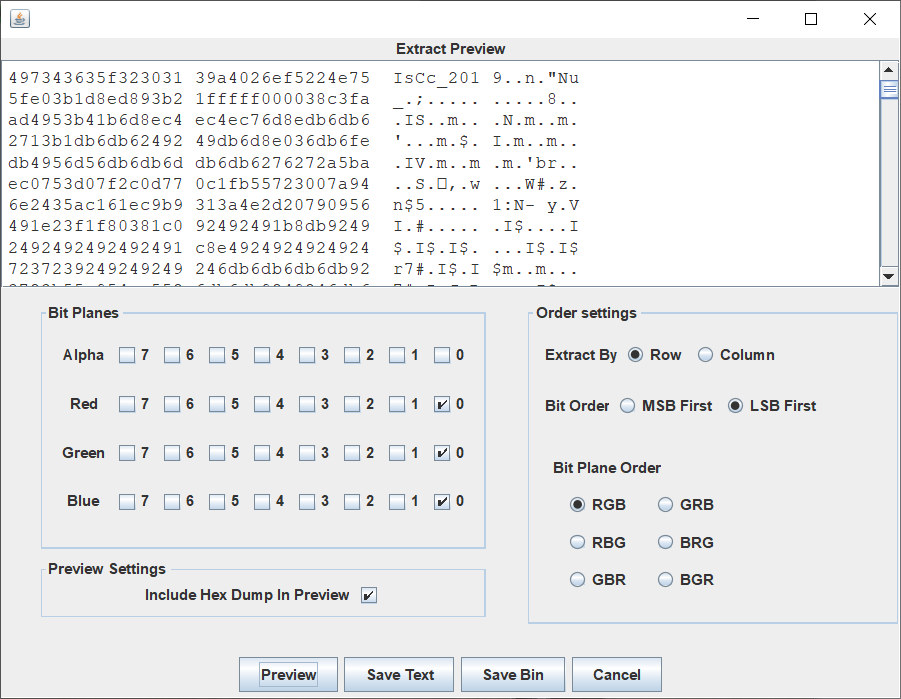 Extract Preview
497343635f323031 39a4026ef5224e75 IsCc_201 9..n."Nu
5fe03b1d8ed893b2 1fffff000038c3fa _.;..... .....8..
ad4953b41b6d8ec4 ec4ec76d8edb6db6 .IS..m.. .N.m..m.
2713b1db6db62492 49db6d8e036db6fe '...m.$. I.m..m..
db4956d56db6db6d db6db6276272a5ba .IV.m..m .m.'br..
ec0753d07f2c0d77 0c1fb55723007a94 ..S.▯,.w ...W#.z.
6e2435ac161ec9b9 313a4e2d20790956 n$5..... 1:N- y.V
491e23f1f80381c0 92492491b8db9249 I.#..... .I$....I
2492492492492491 c8e4924924924924 $.I$.I$. ...I$.I$
7237239249249249 246db6db6db6db92 r7#.I$.I $m..m...
Bit Planes
Alpha 7 6 5 4 3 2 1 0
Red 7 6 5 4 3 2 1 0
Green 7 6 5 4 3 2 1 0
Blue 7 6 5 4 3 2 1 0
Preview Settings
Include Hex Dump In Preview
Order settings
Extract By Row Column
Bit Order MSB First LSB First
Bit Plane Order
RGB GRB
RBG BRG
GBR BGR
Preview Save Text Save Bin Cancel